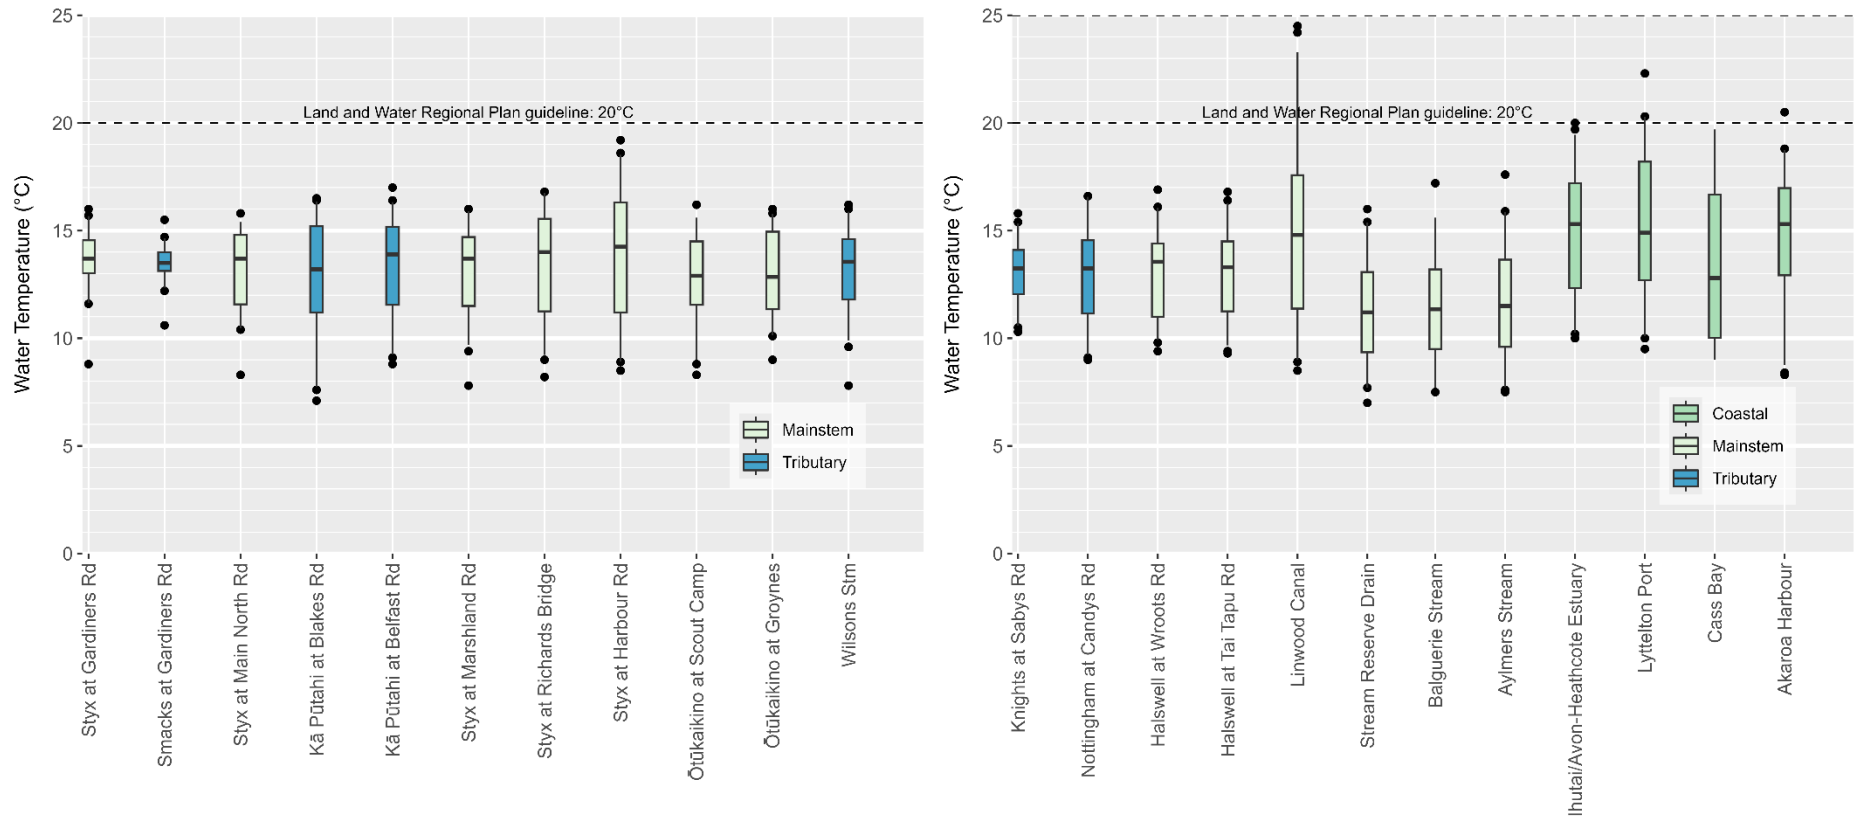 Water Temperature (°C)
25
20
15
10
5
0
Land and Water Regional Plan guideline: 20°C
Mainstem
Tributary
Styx at Gardiners Rd
Smacks at Gardiners Rd
Styx at Main North Rd
Kā Pūtahi at Blakes Rd
Kā Pūtahi at Belfast Rd
Styx at Marshland Rd
Styx at Richards Bridge
Styx at Harbour Rd
Ōtūkaikino at Scout Camp
Ōtūkaikino at Groynes
Wilsons Stm
Water Temperature (°C)
25
20
15
10
5
0
Land and Water Regional Plan guideline: 20°C
Coastal
Mainstem
Tributary
Knights at Sabys Rd
Nottingham at Candys Rd
Halswell at Wroots Rd
Halswell at Tai Tapu Rd
Linwood Canal
Stream Reserve Drain
Balguerie Stream
Aylmers Stream
Ihutai/Avon-Heathcote Estuary
Lyttelton Port
Cass Bay
Akaroa Harbour